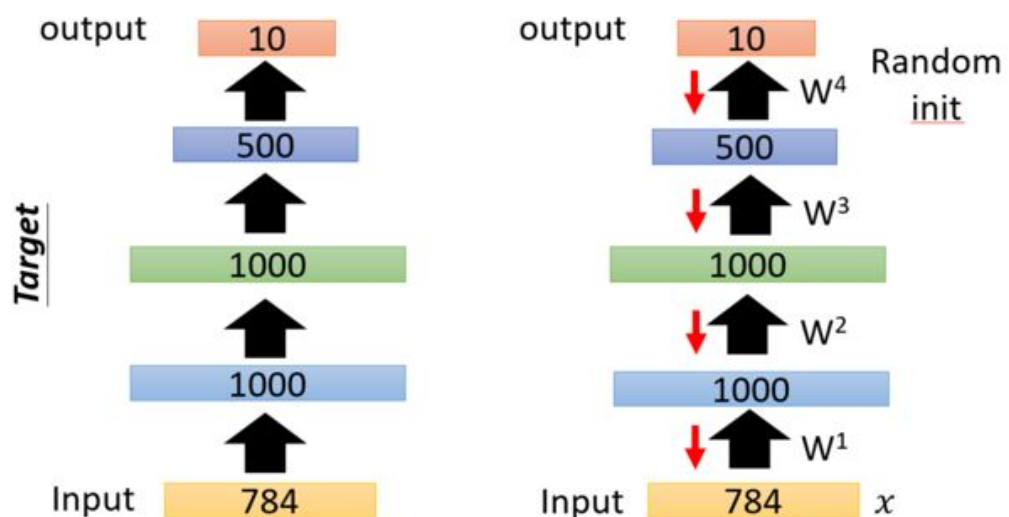 output
10
500
Target
1000
1000
Input
784
output
10
W⁴
Random
init
500
W³
1000
W²
1000
W¹
Input
784
x